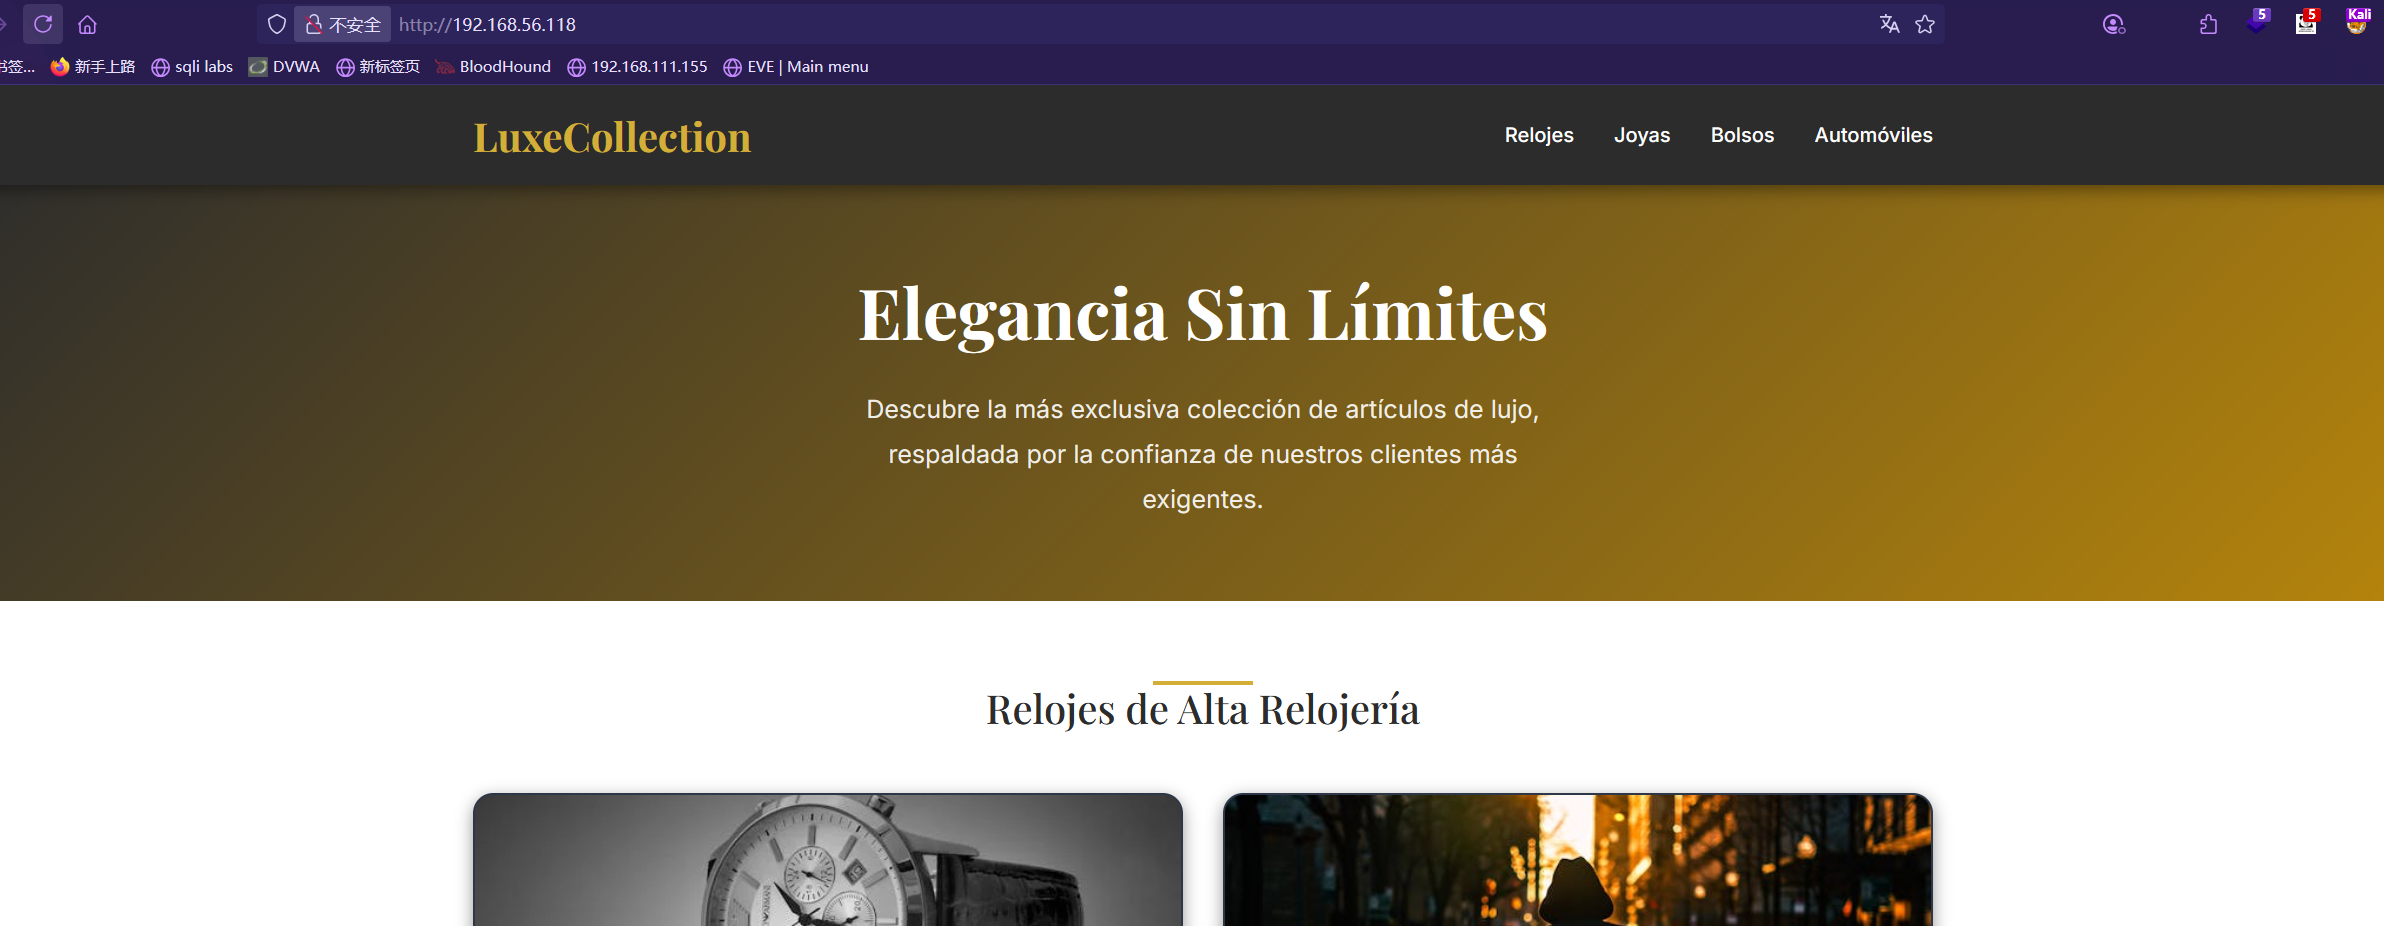 不安全 http://192.168.56.118
5 5 Kali
书签... 新手上路 sqli labs DVWA 新标签页 BloodHound 192.168.111.155 EVE | Main menu
LuxeCollection Relojes Joyas Bolsos Automóviles
Elegancia Sin Límites
Descubre la más exclusiva colección de artículos de lujo,
respaldada por la confianza de nuestros clientes más
exigentes.
Relojes de Alta Relojería